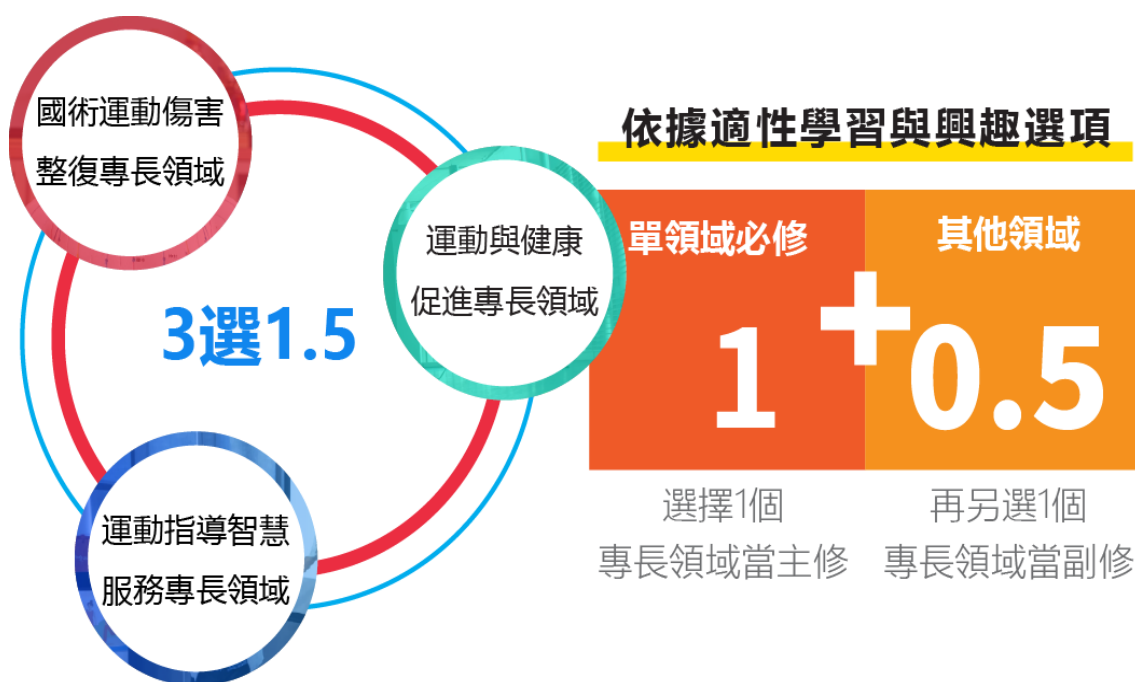 國術運動傷害
整復專長領域
運動與健康
促進專長領域
3選1.5
運動指導智慧
服務專長領域
依據適性學習與興趣選項
單領域必修
1
+
其他領域
0.5
選擇1個
專長領域當主修
再另選1個
專長領域當副修